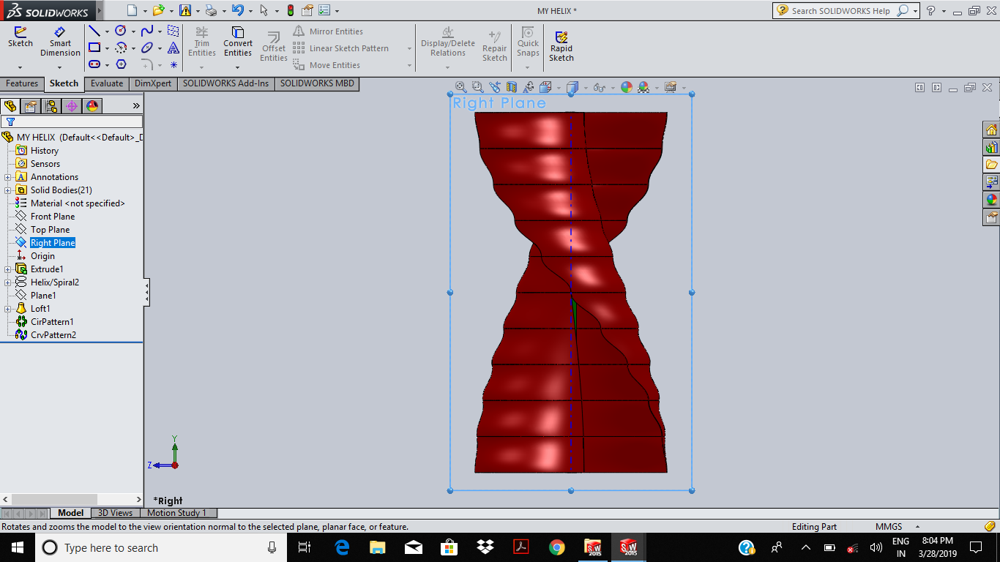 SOLIDWORKS
MY HELIX *
Search SOLIDWORKS Help
Sketch
Smart
Dimension
Trim
Entities
Convert
Entities
Offset
Entities
Mirror Entities
Linear Sketch Pattern
Move Entities
Display/Delete
Relations
Repair
Sketch
Quick
Snaps
Rapid
Sketch
Features Sketch Evaluate DimXpert SOLIDWORKS Add-Ins SOLIDWORKS MBD
Right Plane
MY HELIX (Default<<Default>_D
History
Sensors
Annotations
Solid Bodies(21)
Material <not specified>
Front Plane
Top Plane
Right Plane
Origin
Extrude1
Helix/Spiral2
Plane1
Loft1
CirPattern1
CrvPattern2
Y
Z
*Right
Model 3D Views Motion Study 1
Rotates and zooms the model to the view orientation normal to the selected plane, planar face, or feature.
Editing Part
MMGS
Type here to search
SW
2015
SW
2015
ENG
IN
8:04 PM
3/28/2019